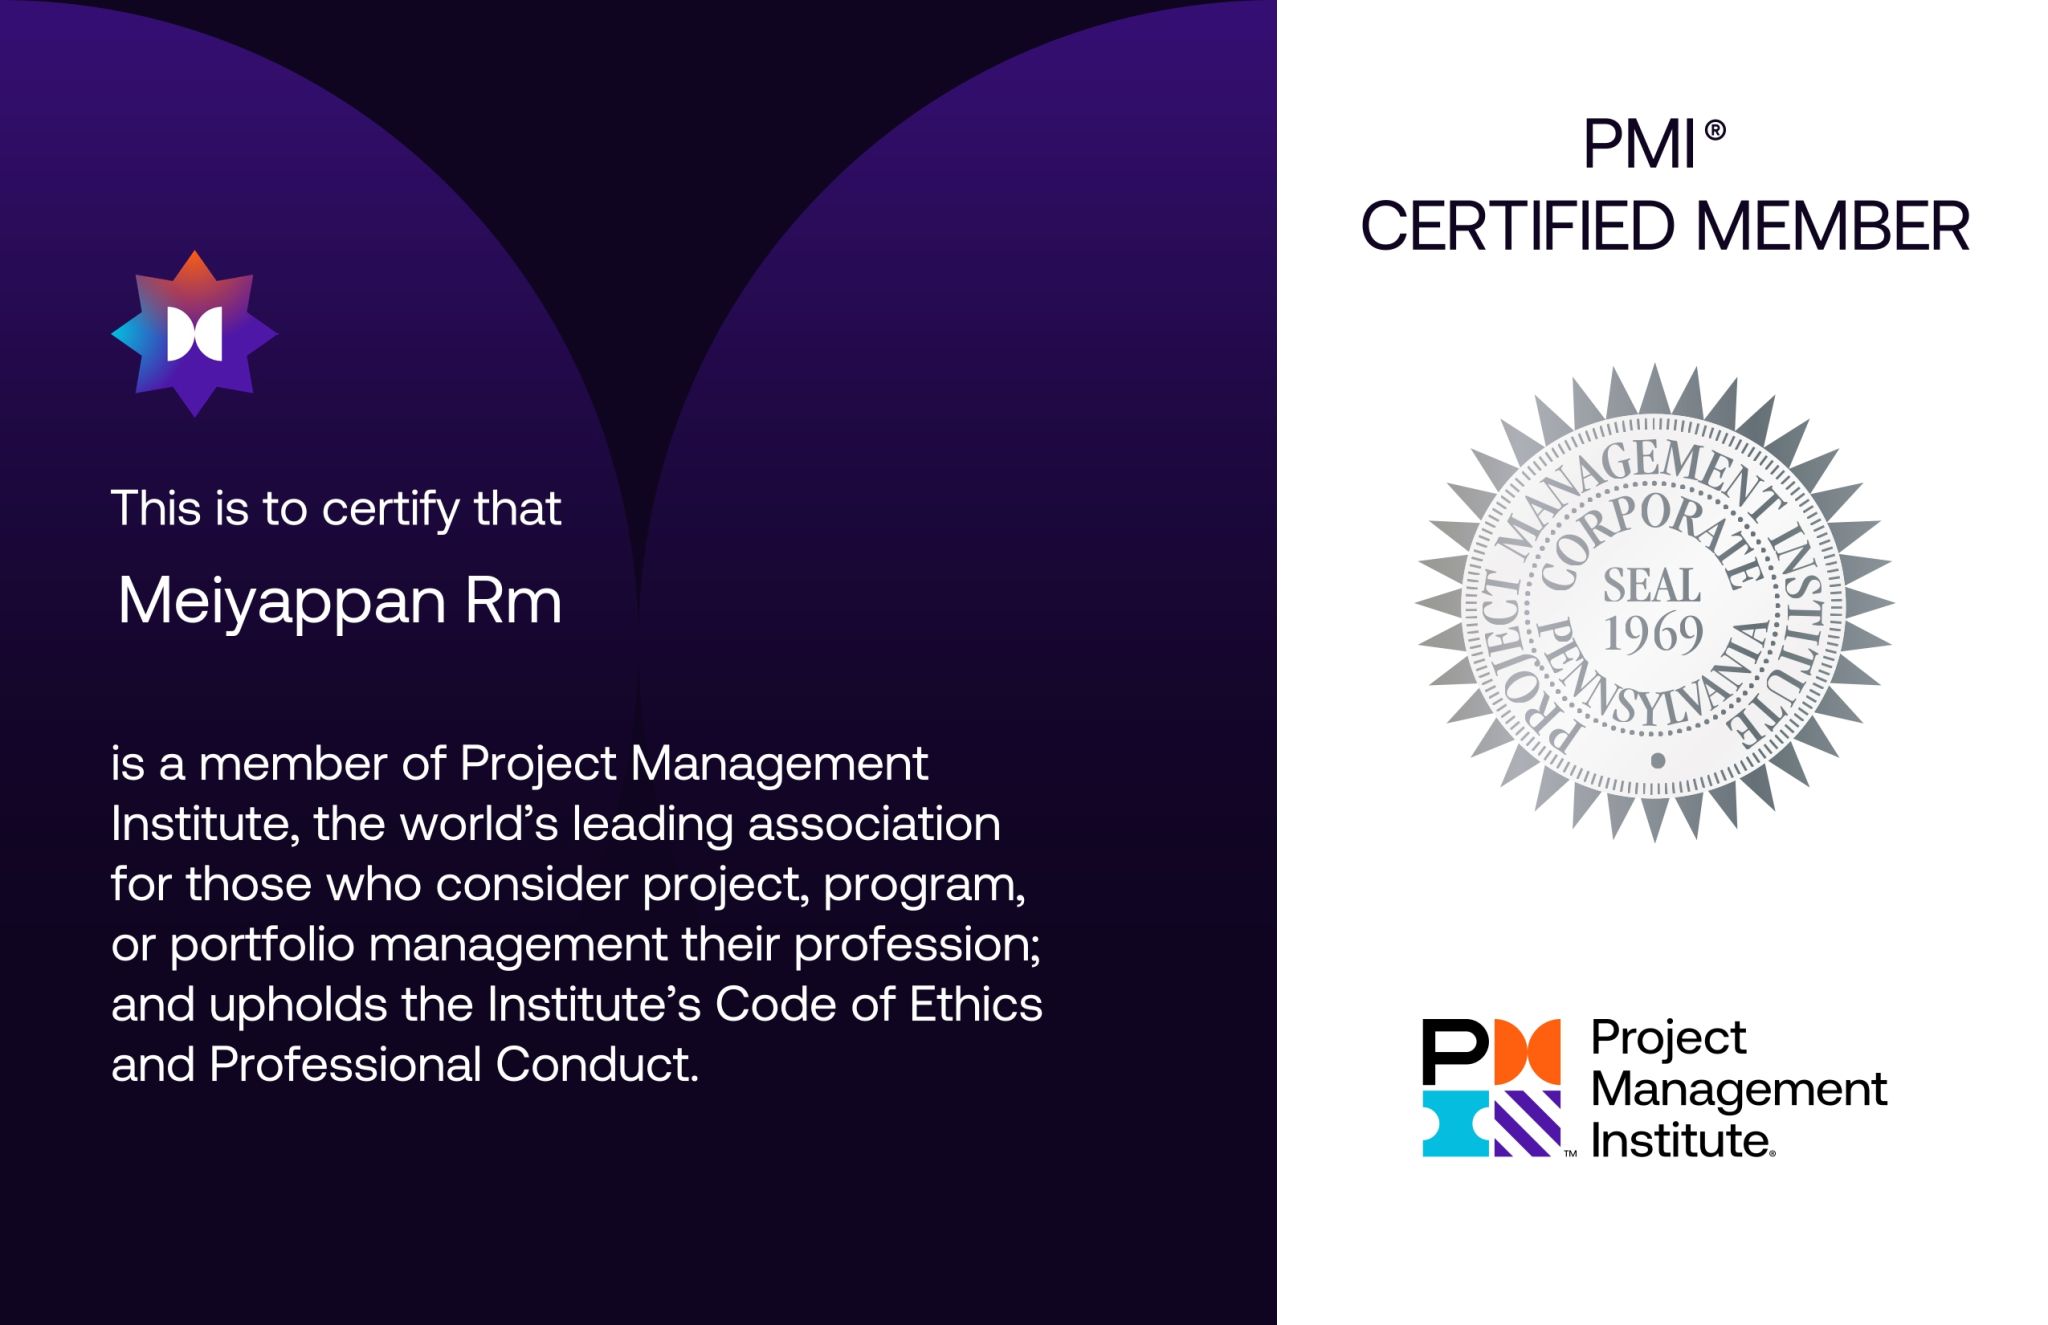 This is to certify that
Meiyappan Rm
is a member of Project Management
Institute, the world’s leading association
for those who consider project, program,
or portfolio management their profession;
and upholds the Institute’s Code of Ethics
and Professional Conduct.
PMI®
CERTIFIED MEMBER
PROJECT MANAGEMENT INSTITUTE
CORPORATE
SEAL
1969
PENNSYLVANIA
PMI™
Project
Management
Institute®